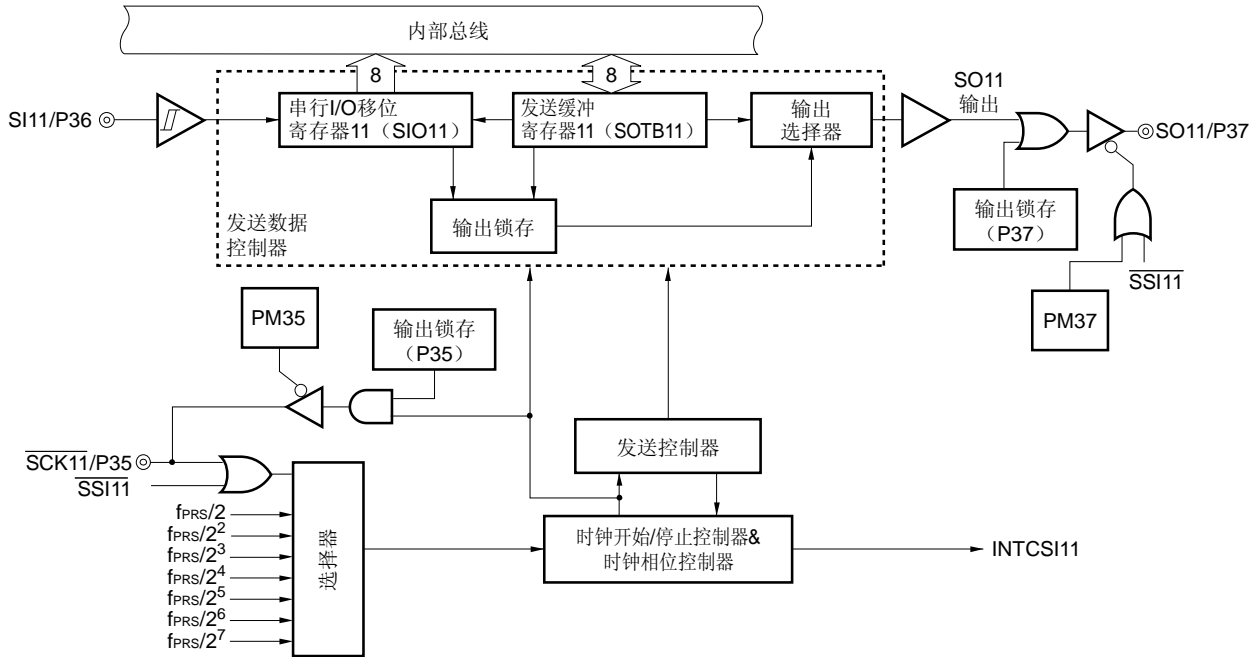 内部总线
8
8
SI11/P36
串行I/O移位
寄存器11（SIO11）
发送缓冲
寄存器11（SOTB11）
输出
选择器
SO11
输出
SO11/P37
输出锁存
发送数据
控制器
输出锁存
（P37）
SSI11
PM37
PM35
输出锁存
（P35）
发送控制器
SCK11/P35
SSI11
fPRS/2
fPRS/2²
fPRS/2³
fPRS/2⁴
fPRS/2⁵
fPRS/2⁶
fPRS/2⁷
选择器
时钟开始/停止控制器&
时钟相位控制器
INTCSI11